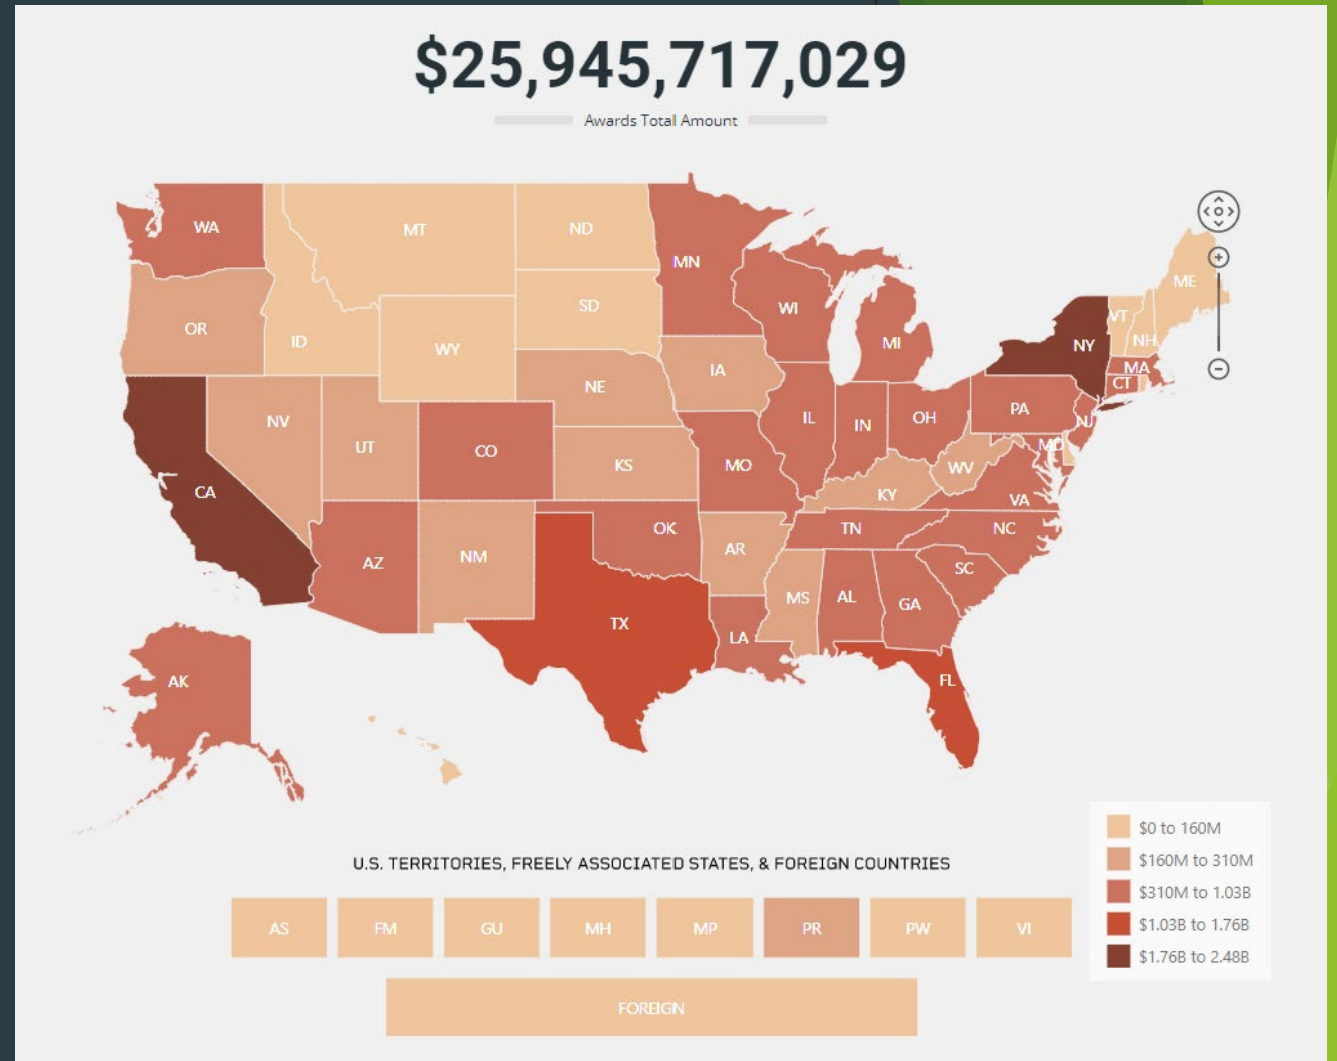 $25,945,717,029
Awards Total Amount
WA
MT
ND
MN
ME
OR
ID
SD
WI
VT
WY
MI
NY
NH
IA
MA
NE
CT
NV
IL
IN
OH
PA
NJ
UT
CO
KS
MO
MD
CA
KY
WV
VA
OK
TN
NC
AZ
NM
AR
SC
MS
AL
GA
TX
LA
AK
FL
$0 to 160M
$160M to 310M
$310M to 1.03B
$1.03B to 1.76B
$1.76B to 2.48B
U.S. TERRITORIES, FREELY ASSOCIATED STATES, & FOREIGN COUNTRIES
AS
FM
GU
MH
MP
PR
PW
VI
FOREIGN